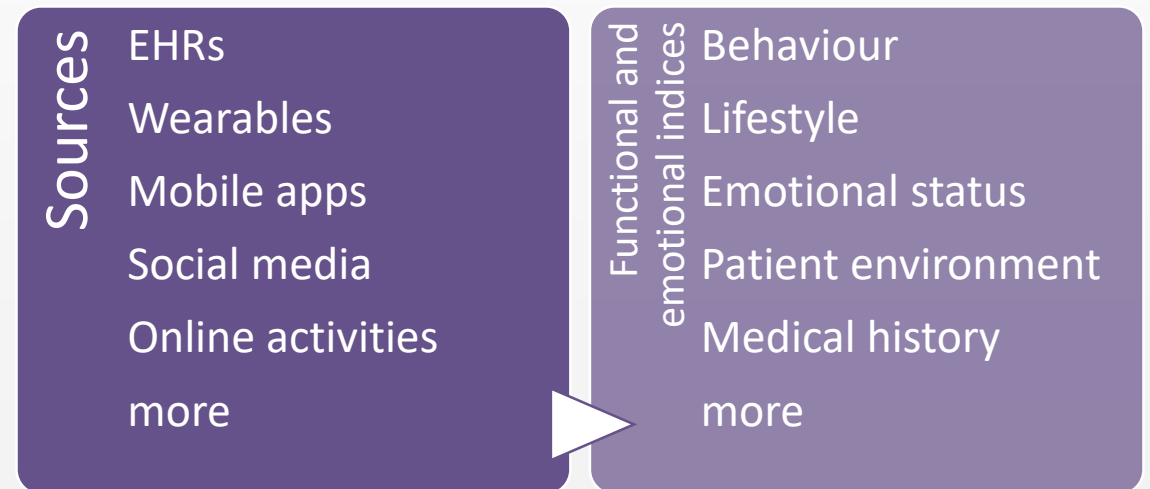 Sources
EHRs
Wearables
Mobile apps
Social media
Online activities
more
Functional and
emotional indices
Behaviour
Lifestyle
Emotional status
Patient environment
Medical history
more